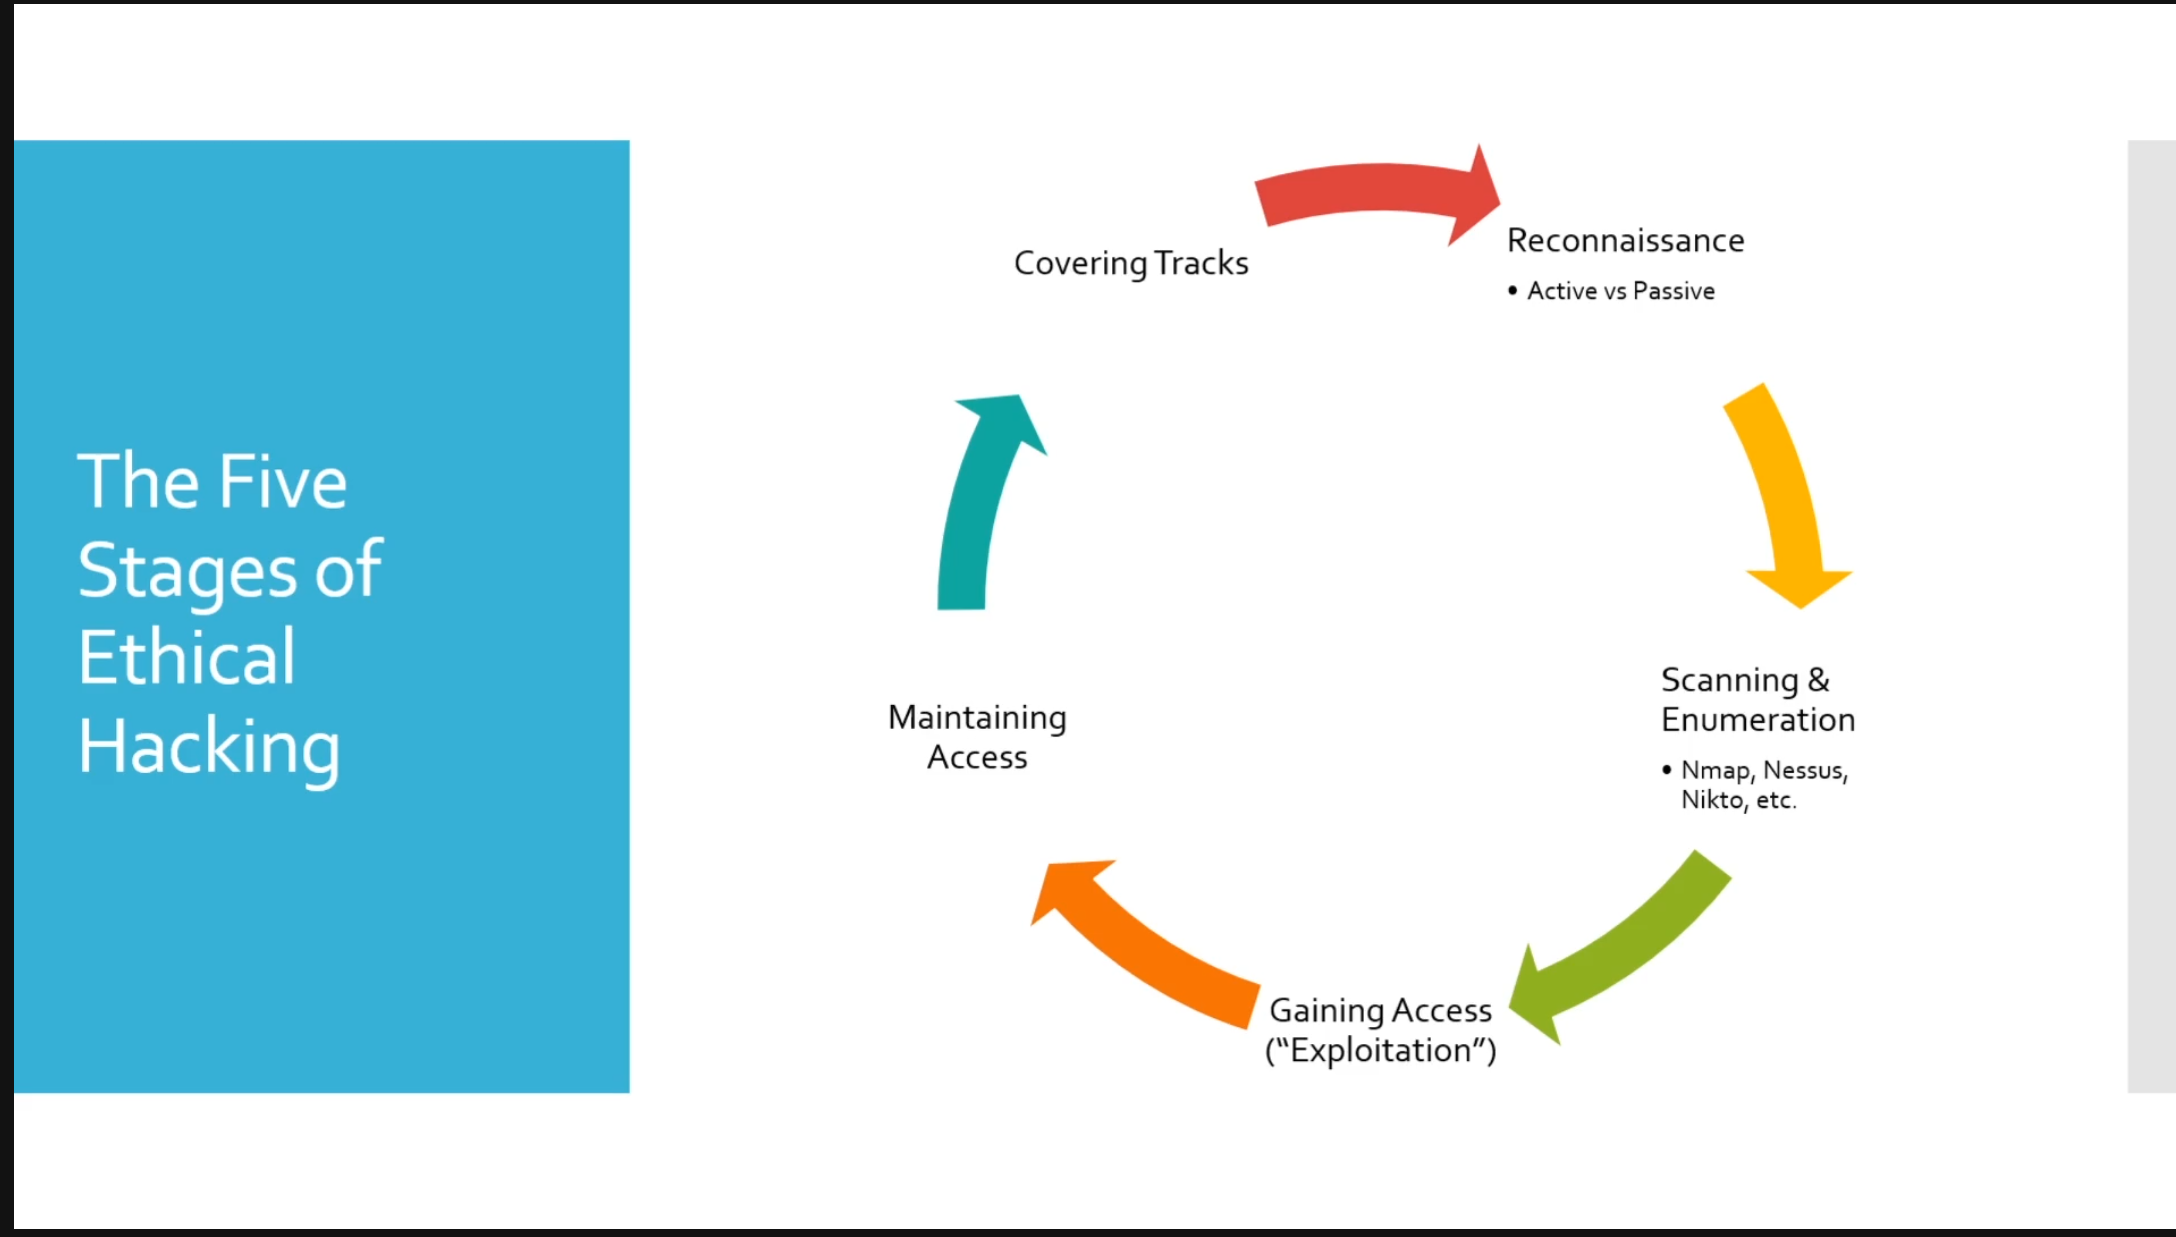 The Five
Stages of
Ethical
Hacking
Covering Tracks
Reconnaissance
• Active vs Passive
Scanning &
Enumeration
• Nmap, Nessus,
Nikto, etc.
Gaining Access
(“Exploitation”)
Maintaining
Access